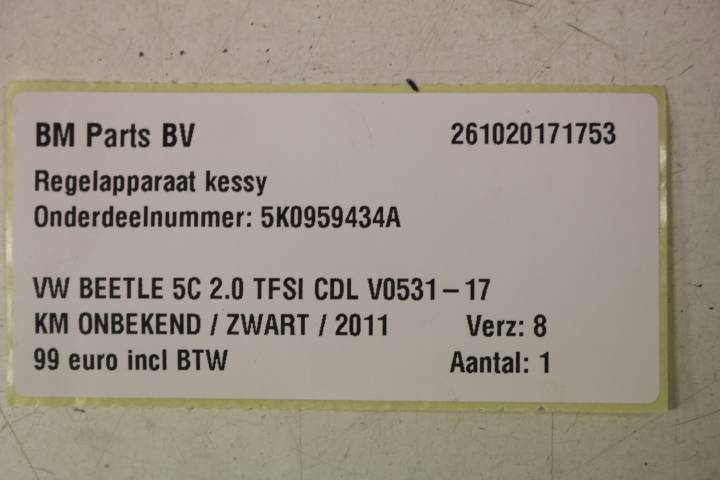 BM Parts BV 261020171753
Regelapparaat kessy
Onderdeelnummer: 5K0959434A
VW BEETLE 5C 2.0 TFSI CDL V0531-17
KM ONBEKEND / ZWART / 2011 Verz: 8
99 euro incl BTW Aantal: 1